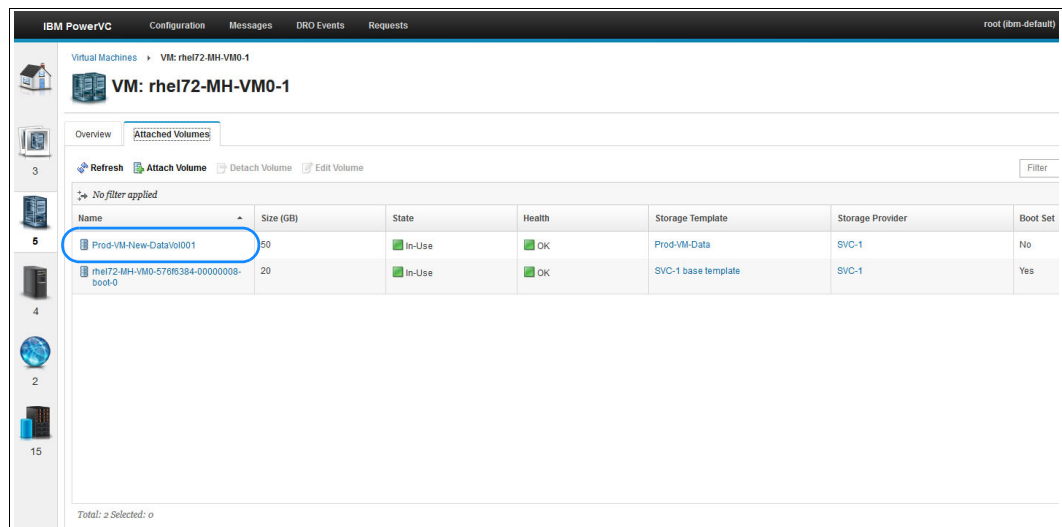 IBM PowerVC Configuration Messages DRO Events Requests root (ibm-default)
Virtual Machines ▸ VM: rhel72-MH-VM0-1
VM: rhel72-MH-VM0-1
Overview Attached Volumes
Refresh Attach Volume Detach Volume Edit Volume Filter
No filter applied
Name Size (GB) State Health Storage Template Storage Provider Boot Set
Prod-VM-New-DataVol001 50 In-Use OK Prod-VM-Data SVC-1 No
rhel72-MH-VM0-576f6384-00000008- 20 In-Use OK SVC-1 base template SVC-1 Yes
boot-0
3
5
4
2
15
Total: 2 Selected: 0